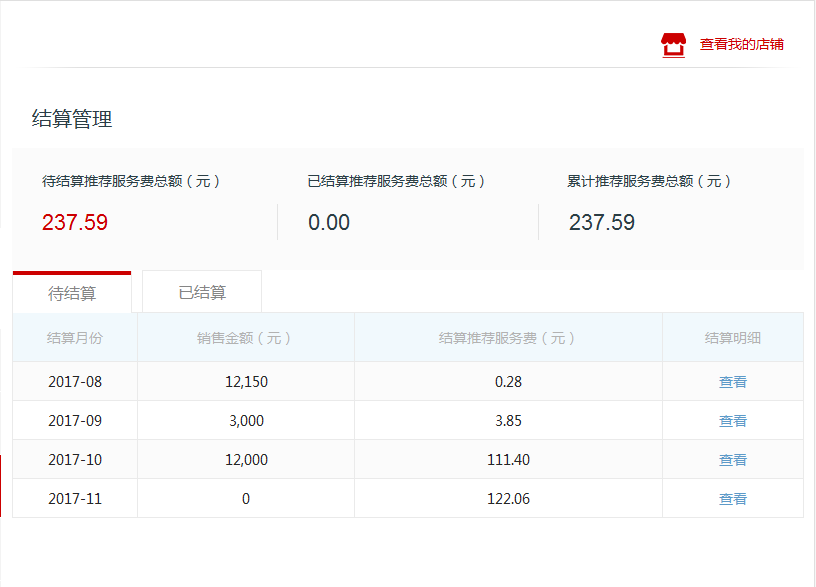 查看我的店铺
结算管理
待结算推荐服务费总额（元） 已结算推荐服务费总额（元） 累计推荐服务费总额（元）
237.59 0.00 237.59
待结算 已结算
结算月份 销售金额（元） 结算推荐服务费（元） 结算明细
2017-08 12,150 0.28 查看
2017-09 3,000 3.85 查看
2017-10 12,000 111.40 查看
2017-11 0 122.06 查看